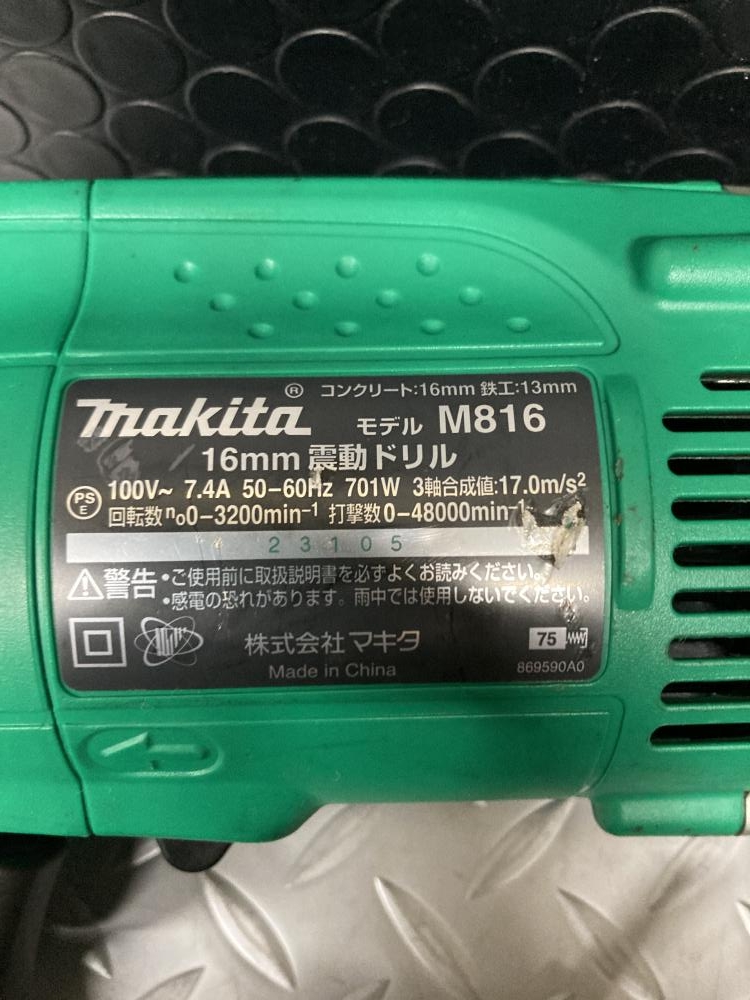 ® コンクリート:16mm 鉄工:13mm
makita モデル M816
16mm 震動ドリル
PS E 100V~ 7.4A 50-60Hz 701W 3軸合成値:17.0m/s²
回転数 n₀0-3200min⁻¹ 打撃数0-48000min⁻¹
23105
警告 •ご使用前に取扱説明書を必ずよくお読みください。
•感電の恐れがあります。雨中では使用しないでください。
株式会社 マキタ 75
Made in China 869590A0